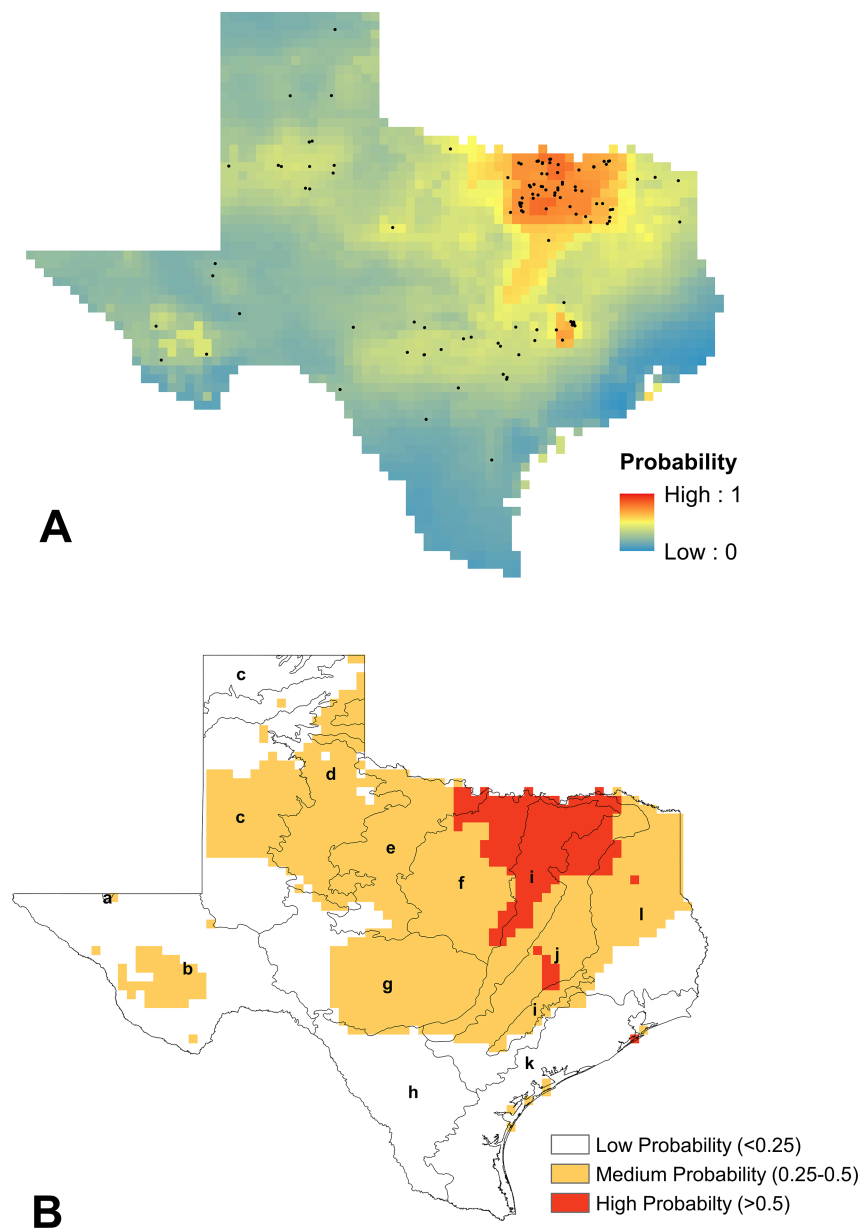 Probability
High : 1
Low : 0
A
c
d
c
e
f
i
l
a
b
g
j
i
k
h
Low Probability (<0.25)
Medium Probability (0.25-0.5)
High Probabilty (>0.5)
B